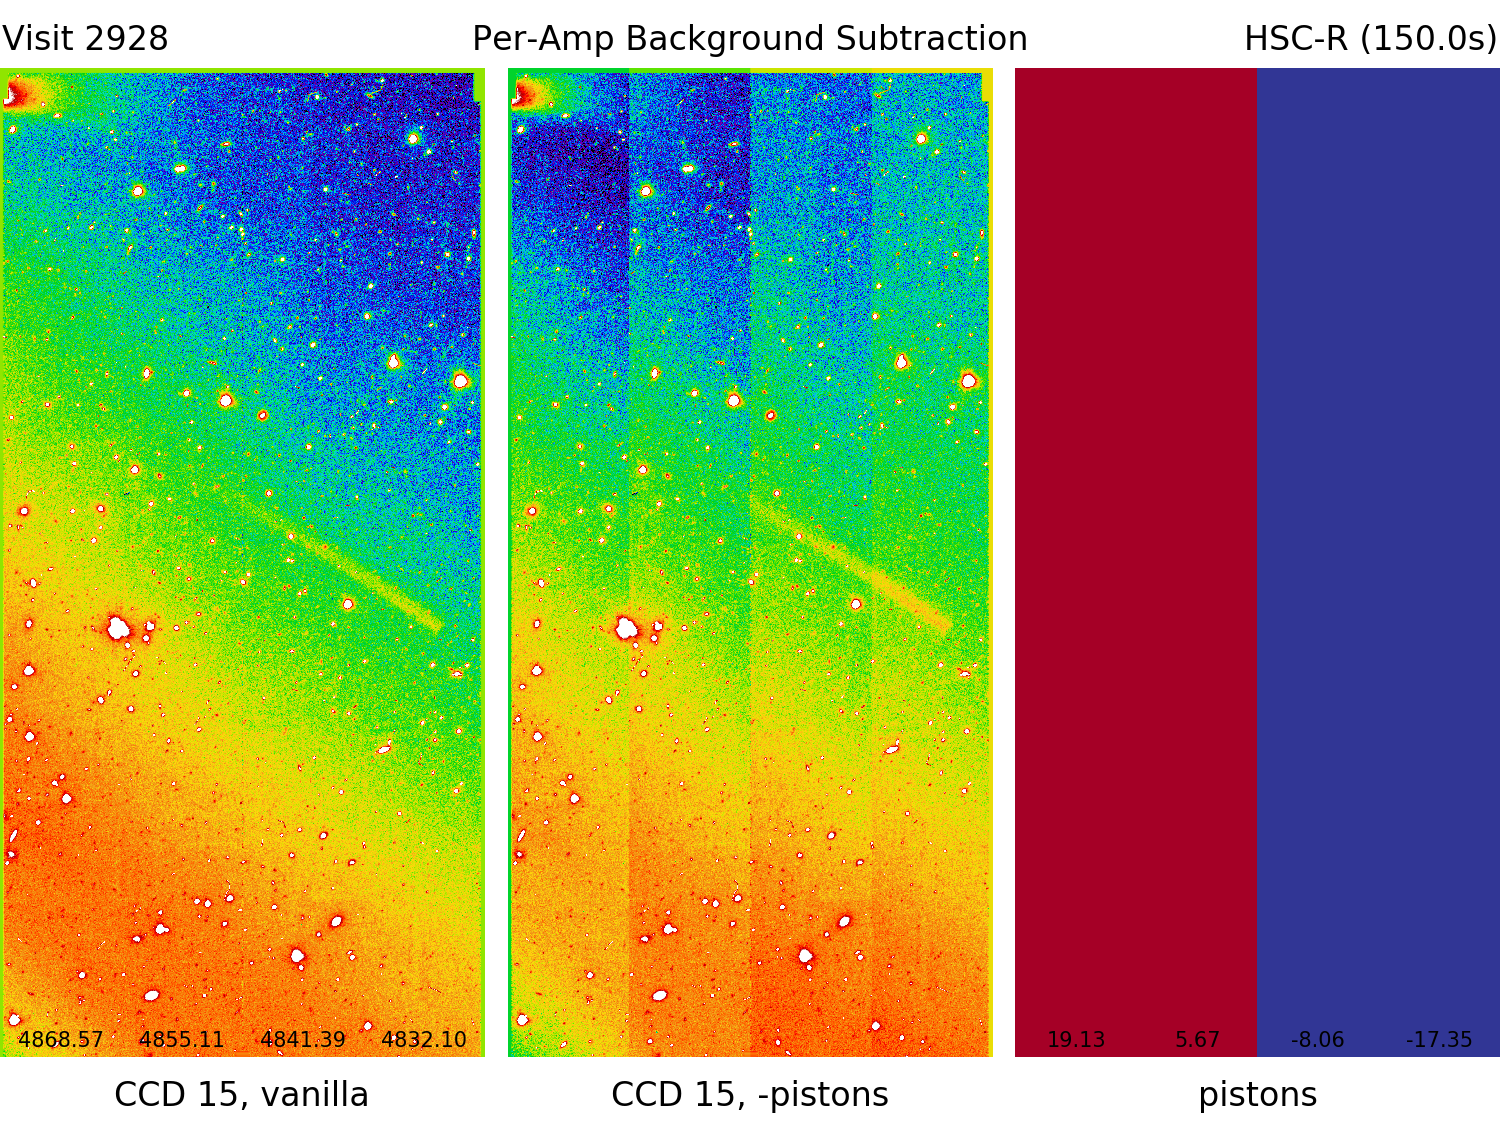 Visit 2928 Per-Amp Background Subtraction HSC-R (150.0s)
4868.57 4855.11 4841.39 4832.10 19.13 5.67 -8.06 -17.35
CCD 15, vanilla CCD 15, -pistons pistons